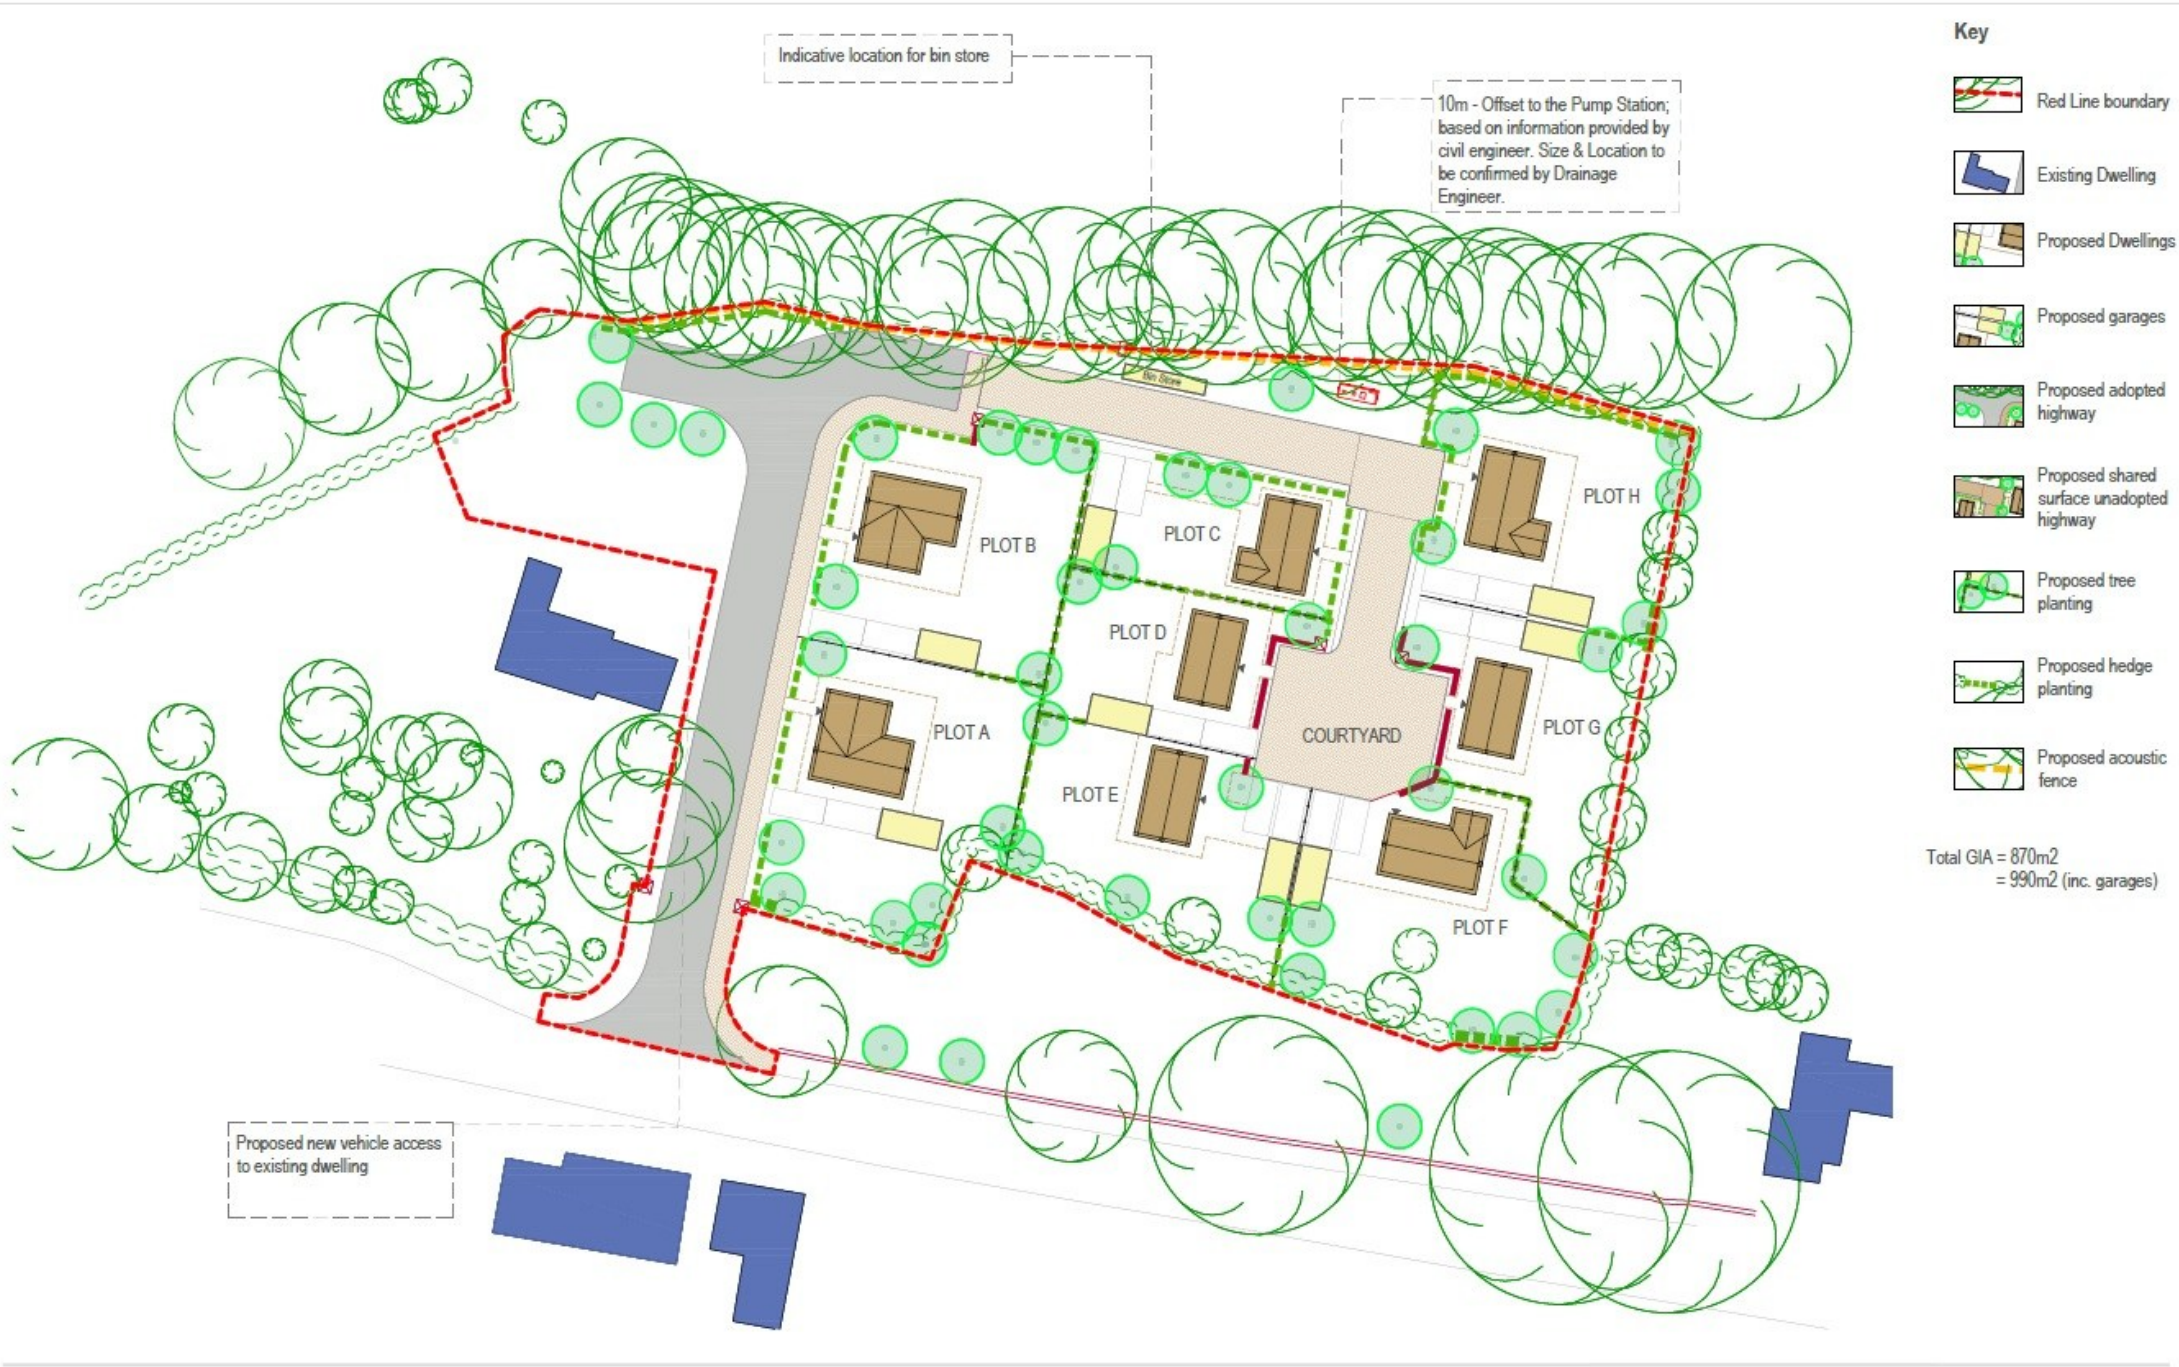 Indicative location for bin store
10m - Offset to the Pump Station;
based on information provided by
civil engineer. Size & Location to
be confirmed by Drainage
Engineer.
Bin Store
PLOT H
PLOT B
PLOT C
PLOT D
PLOT A
PLOT G
COURTYARD
PLOT E
PLOT F
Proposed new vehicle access
to existing dwelling
Key
Red Line boundary
Existing Dwelling
Proposed Dwellings
Proposed garages
Proposed adopted
highway
Proposed shared
surface unadopted
highway
Proposed tree
planting
Proposed hedge
planting
Proposed acoustic
fence
Total GIA = 870m2
= 990m2 (inc. garages)